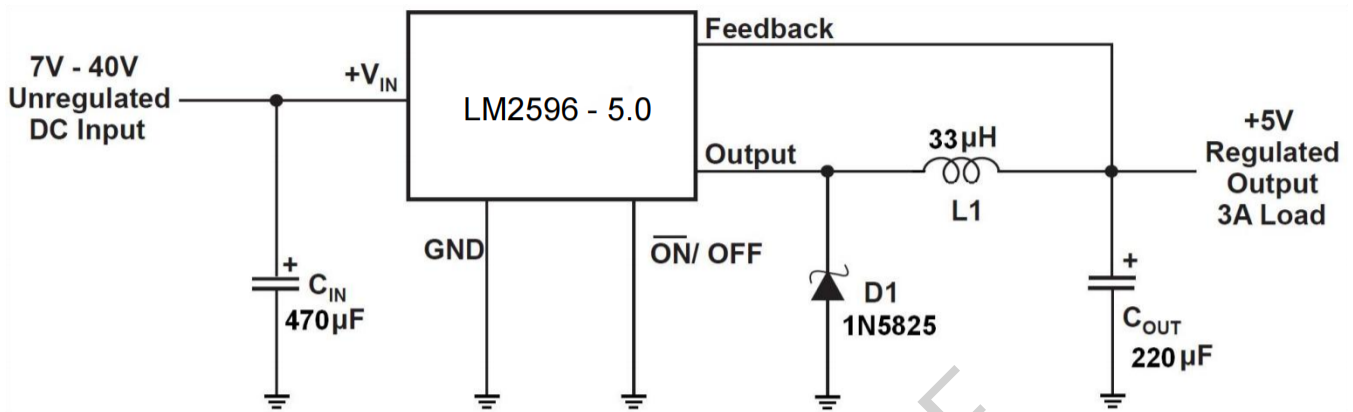 7V - 40V
Unregulated
DC Input
+VIN
LM2596 - 5.0
Feedback
Output
33μH
L1
+5V
Regulated
Output
3A Load
GND
ON/ OFF
+
CIN
470μF
D1
1N5825
+
COUT
220μF